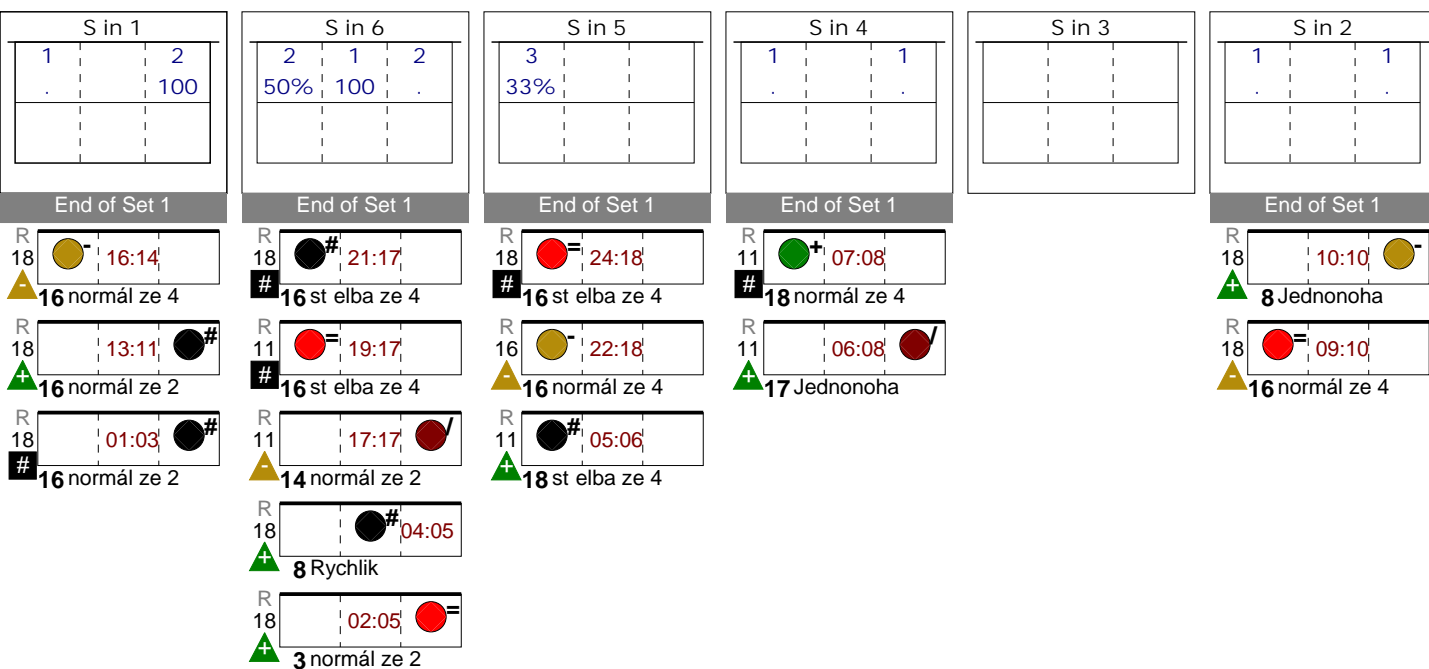 S in 1
1 2
. 100
End of Set 1
R
18 - 16:14
- 16 normál ze 4
R
18 13:11 #
+ 16 normál ze 2
R
18 01:03 #
# 16 normál ze 2
S in 6
2 1 2
50% 100 .
End of Set 1
R
18 # 21:17
# 16 st elba ze 4
R
11 = 19:17
# 16 st elba ze 4
R
11 17:17 /
- 14 normál ze 2
R
18 # 04:05
+ 8 Rychlik
R
18 02:05 =
+ 3 normál ze 2
S in 5
3
33%
End of Set 1
R
18 = 24:18
# 16 st elba ze 4
R
16 - 22:18
- 16 normál ze 4
R
11 # 05:06
+ 18 st elba ze 4
S in 4
1 1
. .
End of Set 1
R
11 + 07:08
# 18 normál ze 4
R
11 06:08 /
+ 17 Jednonoha
S in 3
S in 2
1 1
. .
End of Set 1
R
18 10:10 -
+ 8 Jednonoha
R
18 = 09:10
- 16 normál ze 4